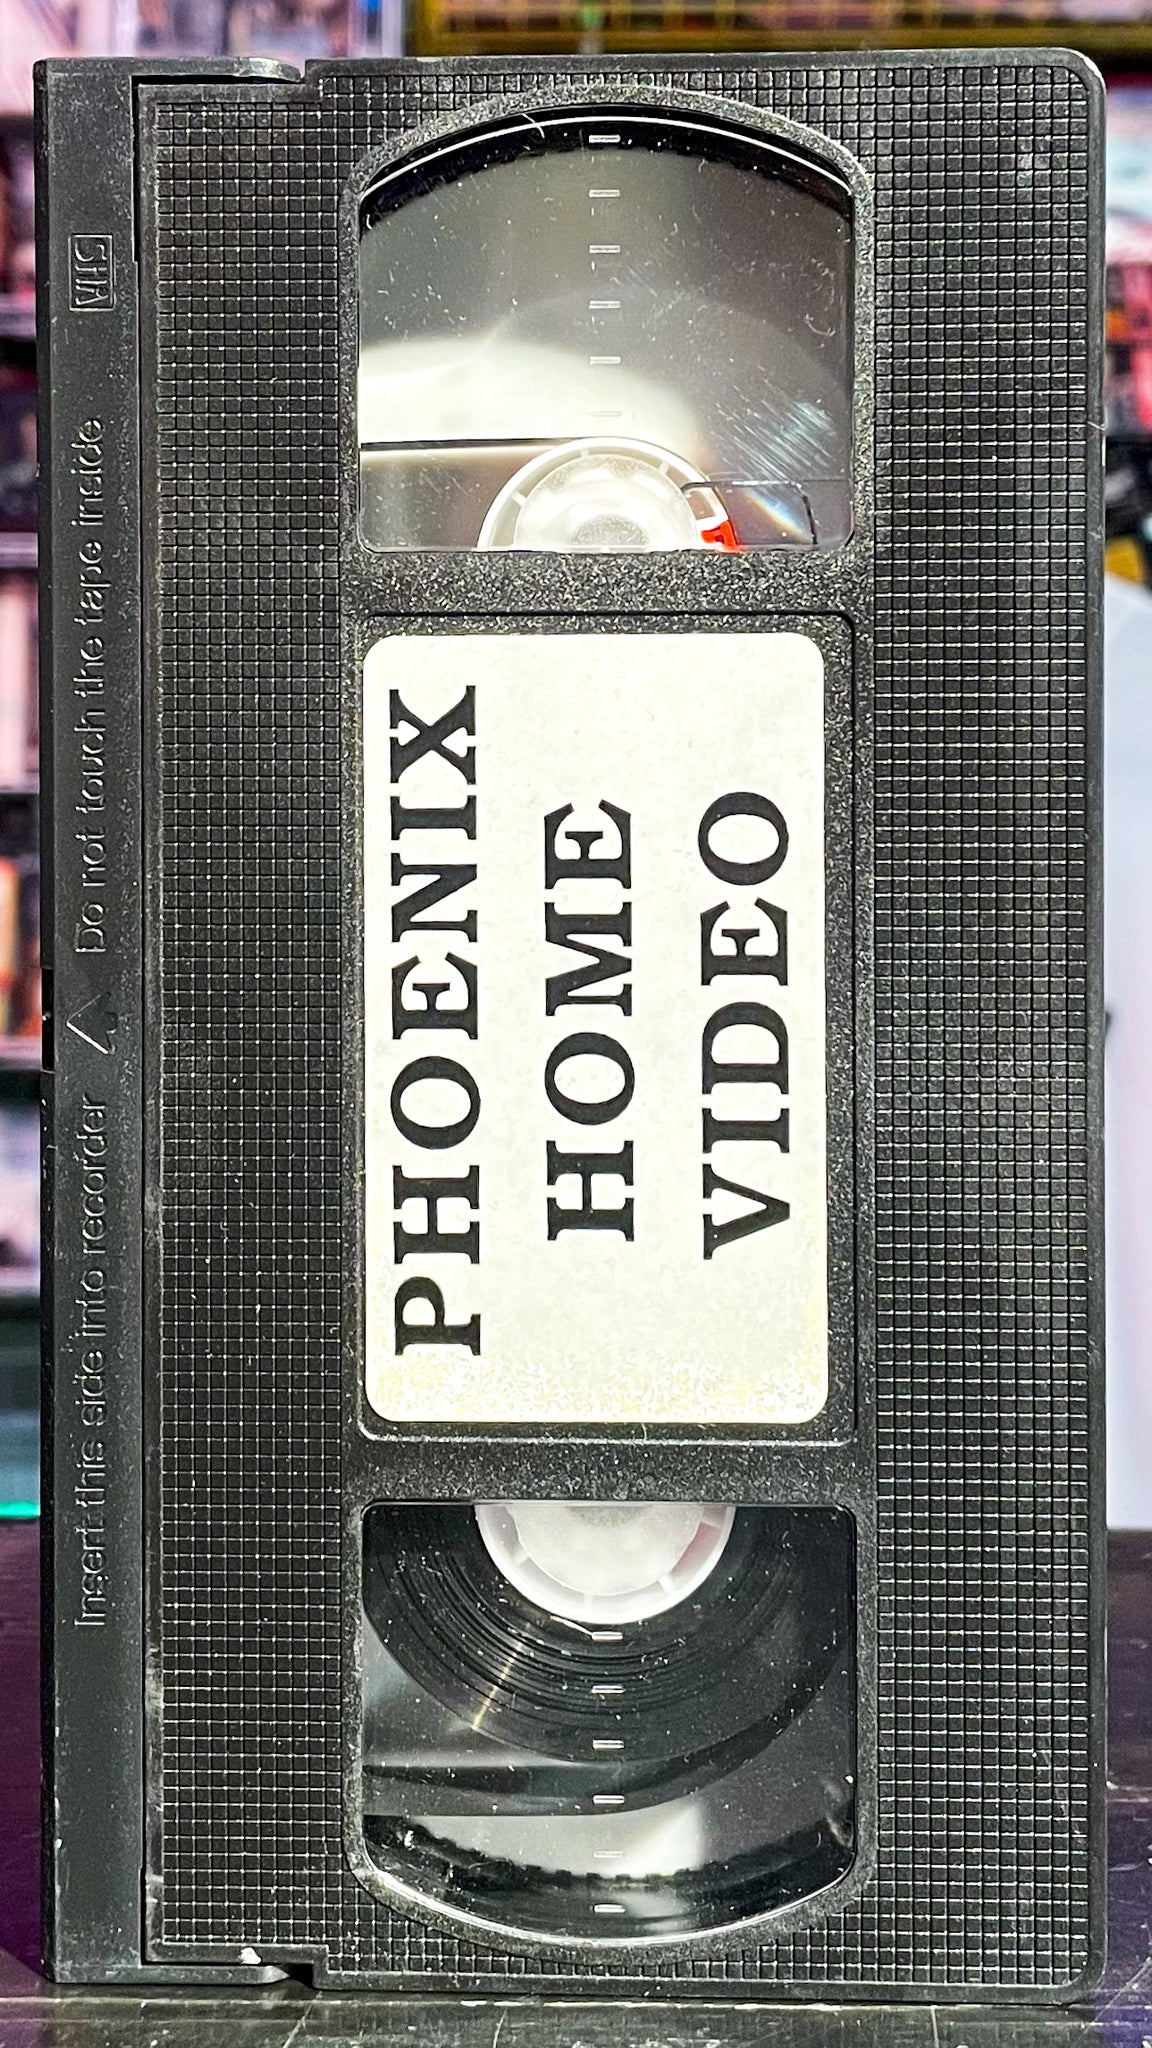 PHOENIX
HOME
VIDEO
VHS
Insert this side into recorder
Do not touch the tape inside